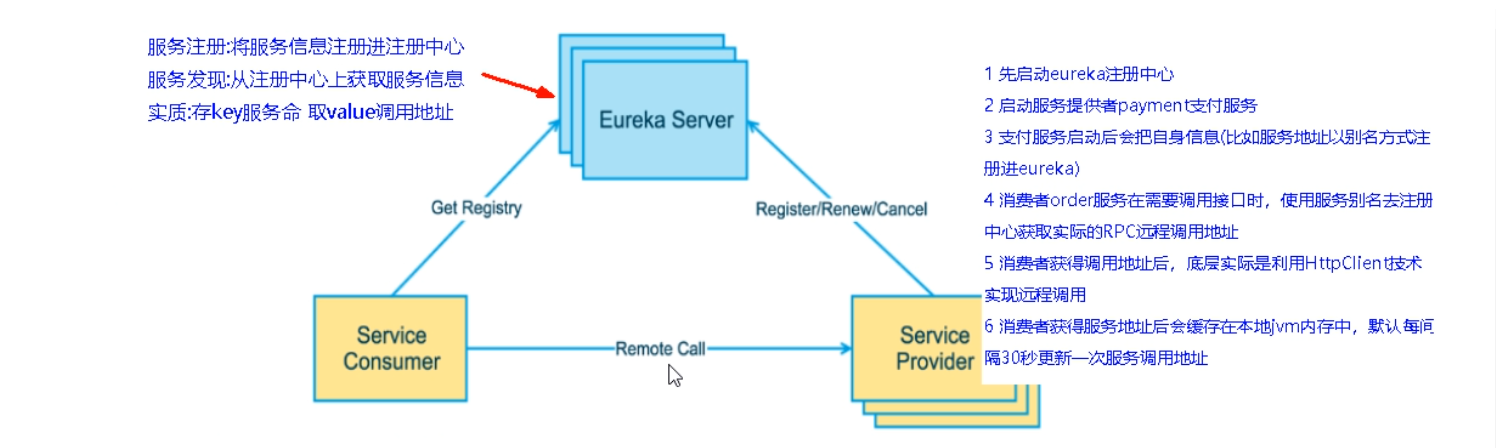 服务注册:将服务信息注册进注册中心
服务发现:从注册中心上获取服务信息
实质:存key服务命 取value调用地址
Eureka Server
Get Registry
Register/Renew/Cancel
Service
Consumer
Remote Call
Service
Provider
1 先启动eureka注册中心
2 启动服务提供者payment支付服务
3 支付服务启动后会把自身信息(比如服务地址以别名方式注
册进eureka)
4 消费者order服务在需要调用接口时，使用服务别名去注册
中心获取实际的RPC远程调用地址
5 消费者获得调用地址后，底层实际是利用HttpClient技术
实现远程调用
6 消费者获得服务地址后会缓存在本地jvm内存中，默认每间
隔30秒更新一次服务调用地址